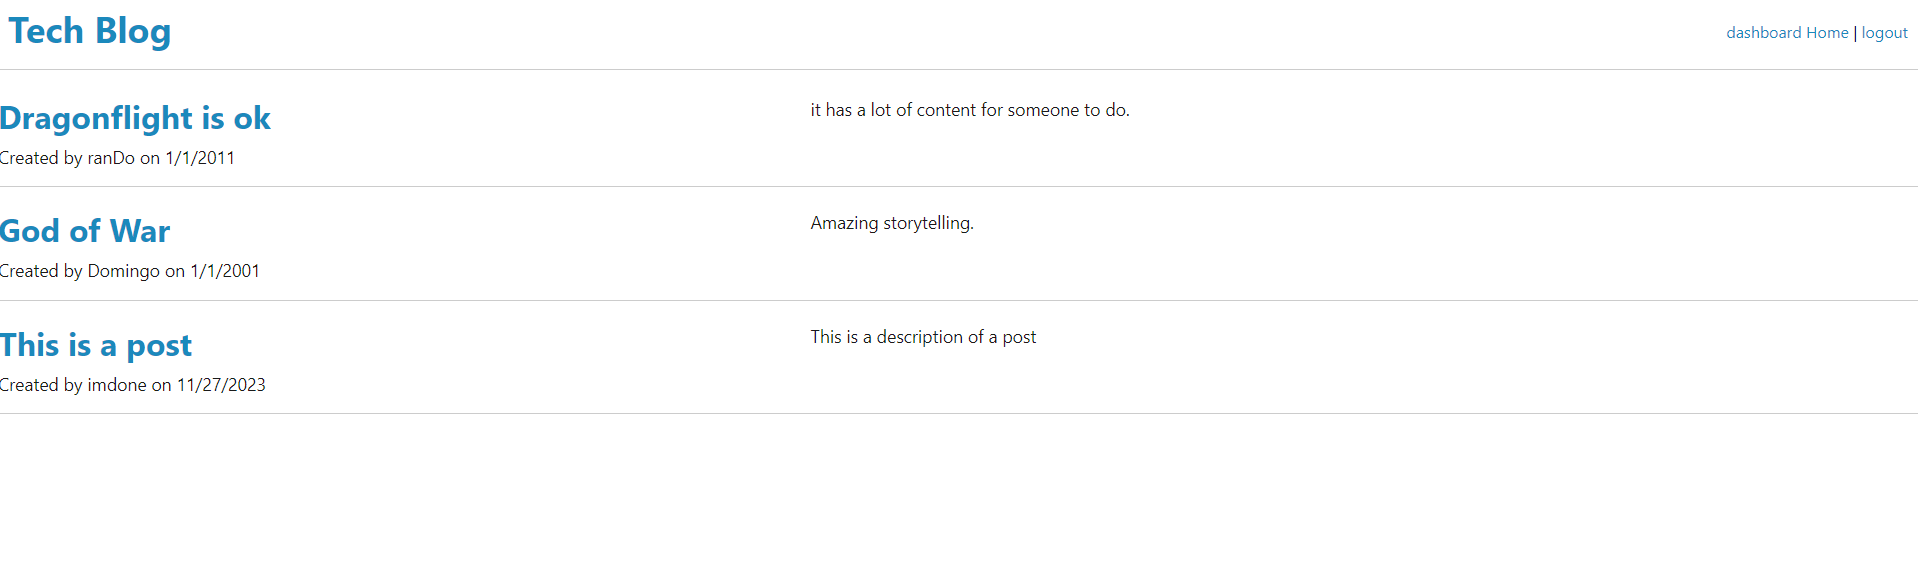 Tech Blog
dashboard Home | logout
Dragonflight is ok
it has a lot of content for someone to do.
Created by ranDo on 1/1/2011
God of War
Amazing storytelling.
Created by Domingo on 1/1/2001
This is a post
This is a description of a post
Created by imdone on 11/27/2023